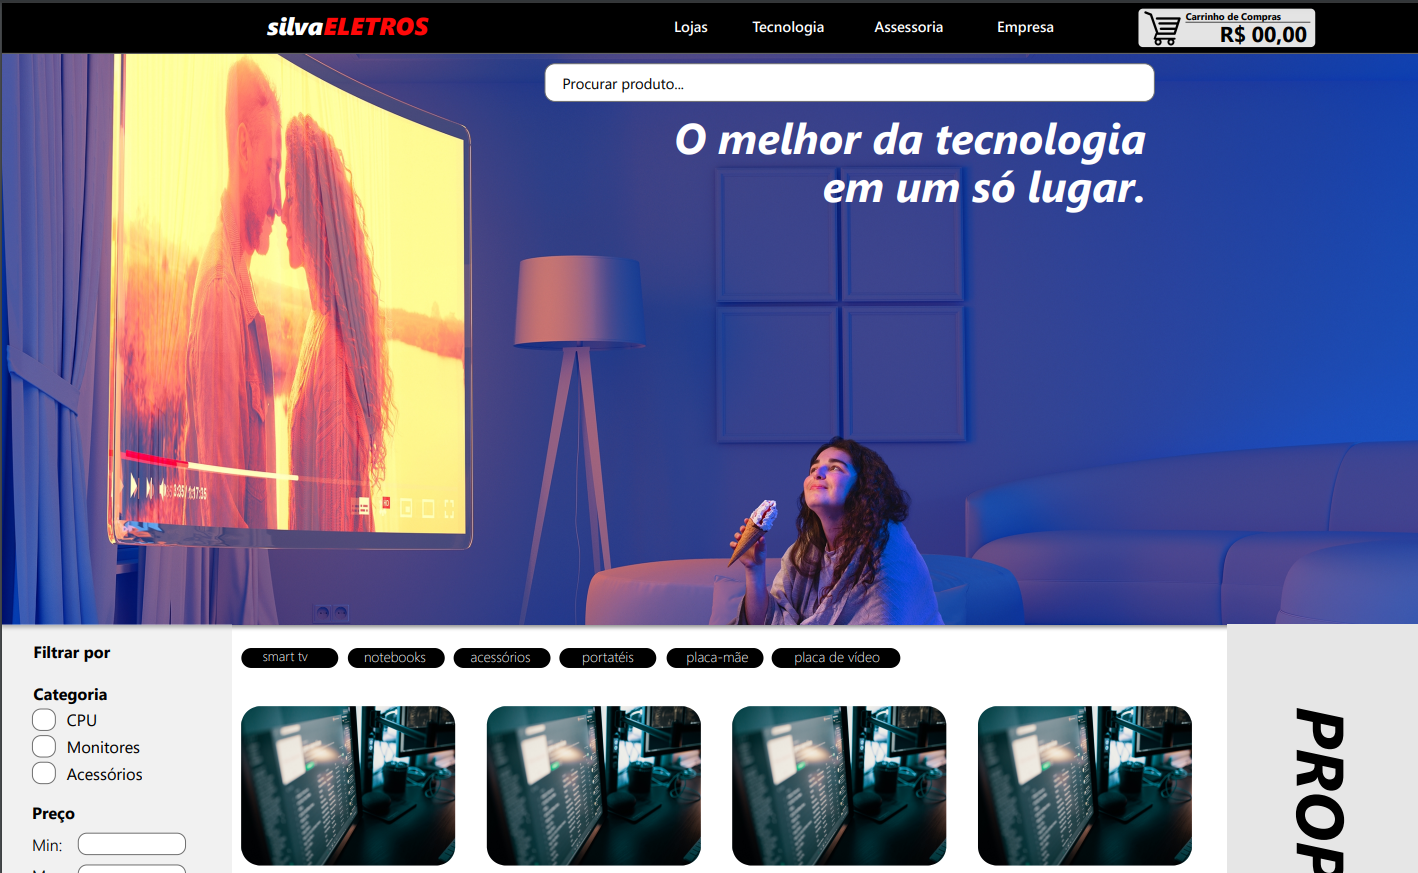 silvaELETROS
Lojas
Tecnologia
Assessoria
Empresa
Carrinho de Compras
R$ 00,00
Procurar produto...
O melhor da tecnologia
em um só lugar.
HD
Filtrar por
smart tv
notebooks
acessórios
portatéis
placa-mãe
placa de vídeo
Categoria
CPU
Monitores
Acessórios
Preço
Min:
PROP